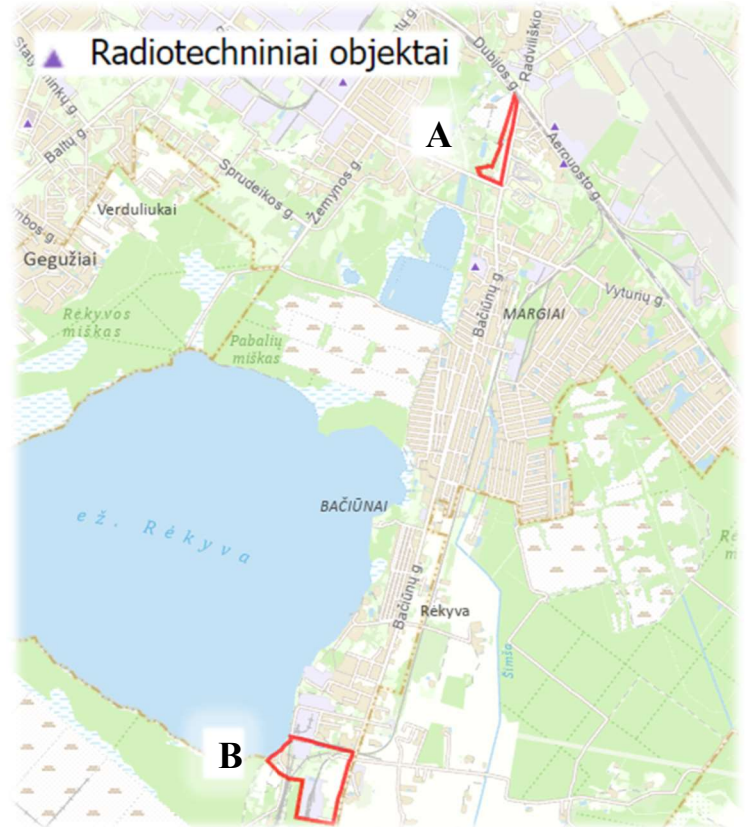 Radiotechniniai objektai
Dubijos g.
Radviliškio
A
Baltų g.
Aerouosto g.
Sprudeikos g.
Žemynos g.
Verduliukai
Gegužiai
Vyturių g.
Rėkyvos
miškas
Bačiūnų g.
MARGIAI
Pabalių
miškas
BAČIŪNAI
ež. Rėkyva
Bačiūnų g.
Rėkyva
Šimša
B